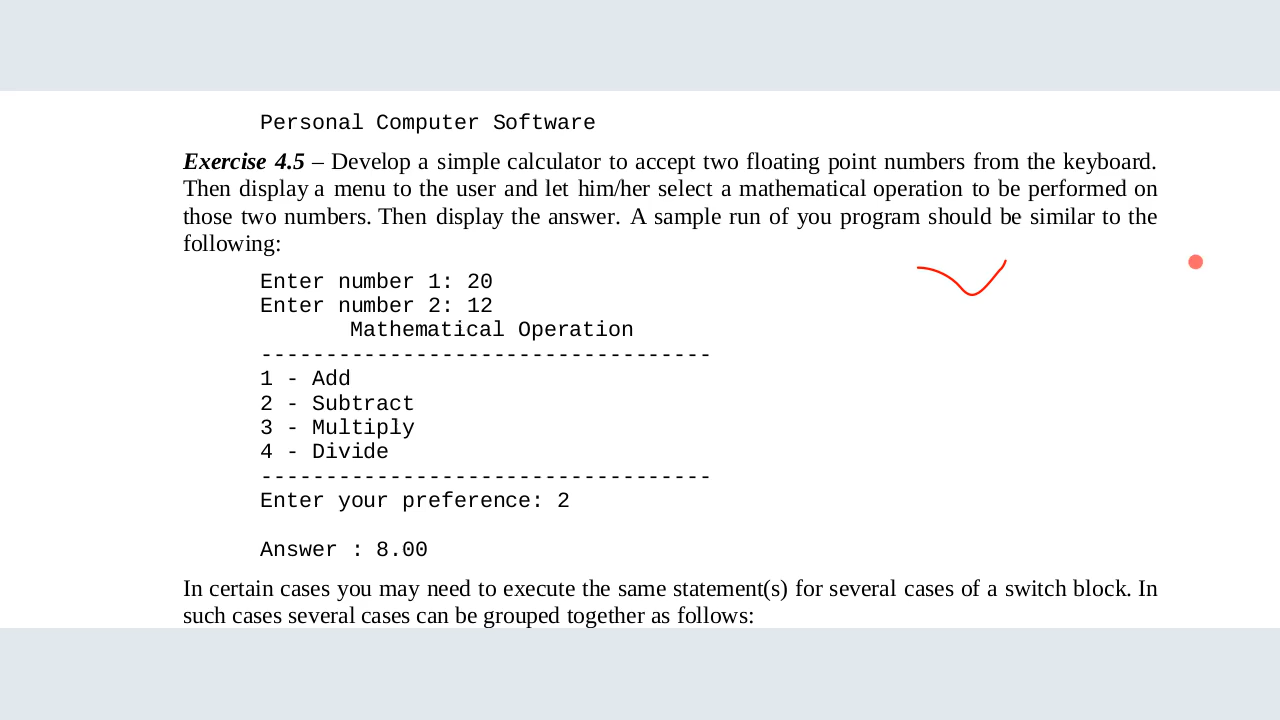 Personal Computer Software
Exercise 4.5 – Develop a simple calculator to accept two floating point numbers from the keyboard.
Then display a menu to the user and let him/her select a mathematical operation to be performed on
those two numbers. Then display the answer. A sample run of you program should be similar to the
following:
Enter number 1: 20
Enter number 2: 12
Mathematical Operation
-----------------------------------
1 - Add
2 - Subtract
3 - Multiply
4 - Divide
-----------------------------------
Enter your preference: 2
Answer : 8.00
In certain cases you may need to execute the same statement(s) for several cases of a switch block. In
such cases several cases can be grouped together as follows: